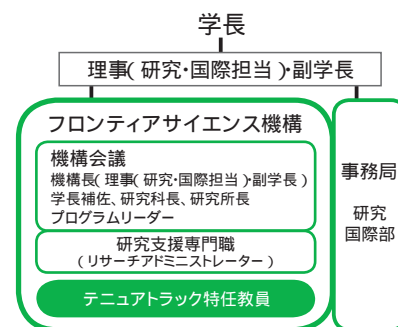 学長
理事(研究・国際担当)・副学長
フロンティアサイエンス機構
機構会議
機構長(理事(研究・国際担当)・副学長)
学長補佐、研究科長、研究所長
プログラムリーダー
研究支援専門職
(リサーチアドミニストレーター)
テニュアトラック特任教員
事務局
研究
国際部